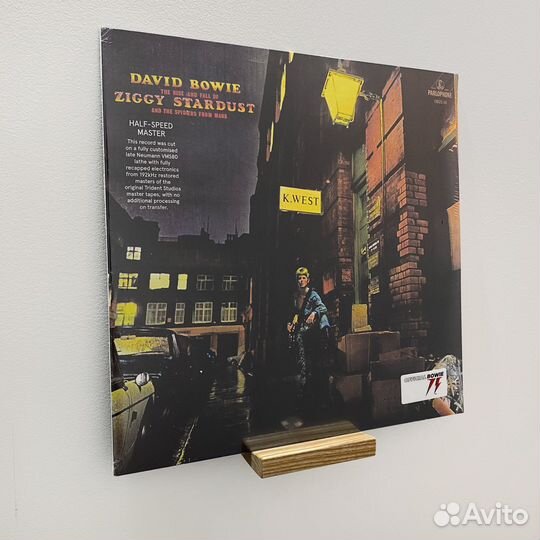 DAVID BOWIE
THE RISE AND FALL OF
ZIGGY STARDUST
AND THE SPIDERS FROM MARS
HALF-SPEED
MASTER
This record was cut
on a fully customised
late Neumann VMS80
lathe with fully
recapped electronics
from 192kHz restored
masters of the
original Trident Studios
master tapes, with no
additional processing
on transfer.
PARLOPHONE
K.WEST
OFFICIAL BOWIE
75
Avito